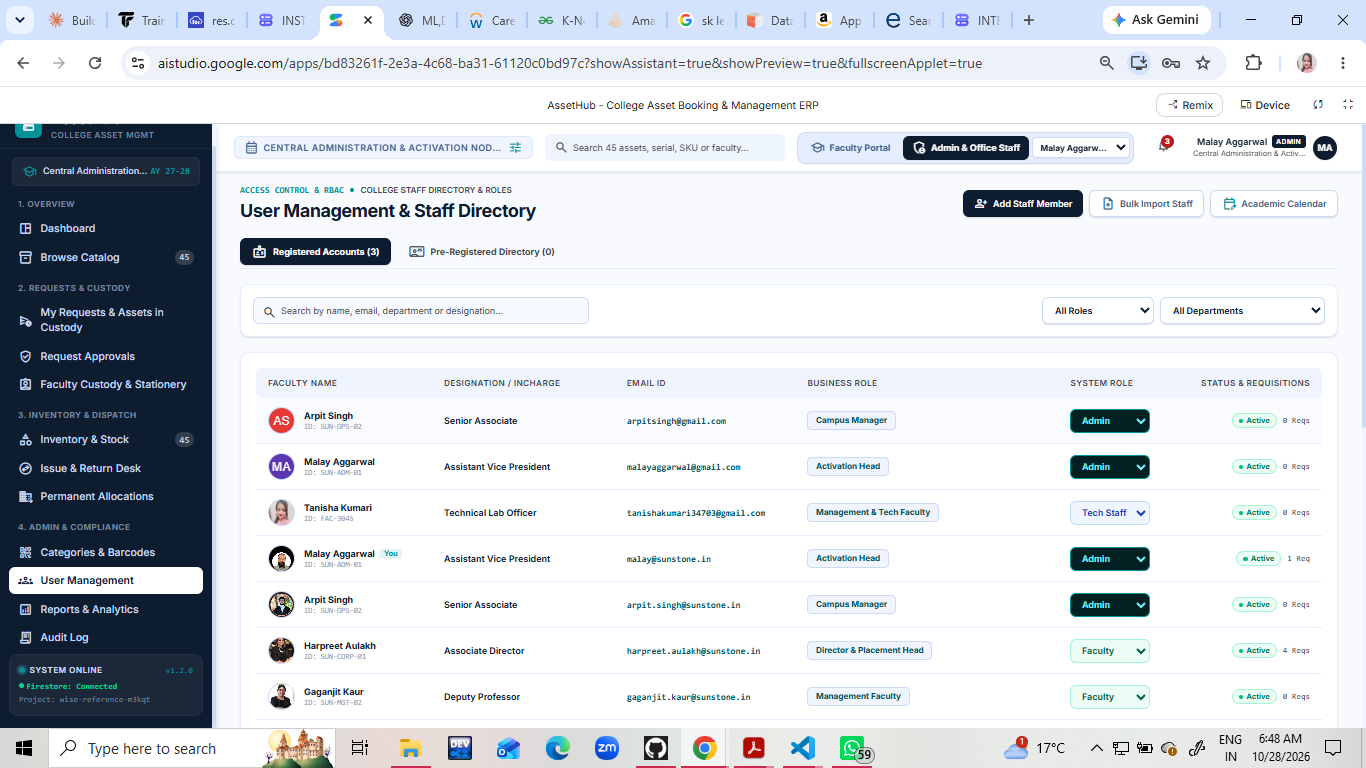 Build
Train
res.c
INST
ML,D
Care
K-Ne
Ama
sk le
Data
App
Sear
INTE
Ask Gemini
aistudio.google.com/apps/bd83261f-2e3a-4c68-ba31-61120c0bd97c?showAssistant=true&showPreview=true&fullscreenApplet=true
AssetHub - College Asset Booking & Management ERP
Remix
Device
COLLEGE ASSET MGMT
Central Administration... AY 27-28
1. OVERVIEW
Dashboard
Browse Catalog 45
2. REQUESTS & CUSTODY
My Requests & Assets in
Custody
Request Approvals
Faculty Custody & Stationery
3. INVENTORY & DISPATCH
Inventory & Stock 45
Issue & Return Desk
Permanent Allocations
4. ADMIN & COMPLIANCE
Categories & Barcodes
User Management
Reports & Analytics
Audit Log
SYSTEM ONLINE v1.2.0
Firestore: Connected
Project: wise-reference-m3kqt
CENTRAL ADMINISTRATION & ACTIVATION NOD...
Search 45 assets, serial, SKU or faculty...
Faculty Portal
Admin & Office Staff
Malay Aggarw...
3
Malay Aggarwal ADMIN
Central Administration & Activ...
MA
ACCESS CONTROL & RBAC • COLLEGE STAFF DIRECTORY & ROLES
User Management & Staff Directory
Add Staff Member
Bulk Import Staff
Academic Calendar
Registered Accounts (3)
Pre-Registered Directory (0)
Search by name, email, department or designation...
All Roles
All Departments
FACULTY NAME DESIGNATION / INCHARGE EMAIL ID BUSINESS ROLE SYSTEM ROLE STATUS & REQUISITIONS
AS Arpit Singh Senior Associate arpitsingh@gmail.com Campus Manager Admin Active 0 Reqs
ID: SUN-OPS-02
MA Malay Aggarwal Assistant Vice President malayaggarwal@gmail.com Activation Head Admin Active 0 Reqs
ID: SUN-ADM-01
Tanisha Kumari Technical Lab Officer tanishakumari34703@gmail.com Management & Tech Faculty Tech Staff Active 0 Reqs
ID: FAC-3045
Malay Aggarwal You Assistant Vice President malay@sunstone.in Activation Head Admin Active 1 Req
ID: SUN-ADM-01
Arpit Singh Senior Associate arpit.singh@sunstone.in Campus Manager Admin Active 0 Reqs
ID: SUN-OPS-02
Harpreet Aulakh Associate Director harpreet.aulakh@sunstone.in Director & Placement Head Faculty Active 4 Reqs
ID: SUN-CORP-01
Gaganjit Kaur Deputy Professor gaganjit.kaur@sunstone.in Management Faculty Faculty Active 0 Reqs
ID: SUN-MGT-02
Type here to search
DEV
zm
59
1
17°C
ENG
IN
6:48 AM
10/28/2026